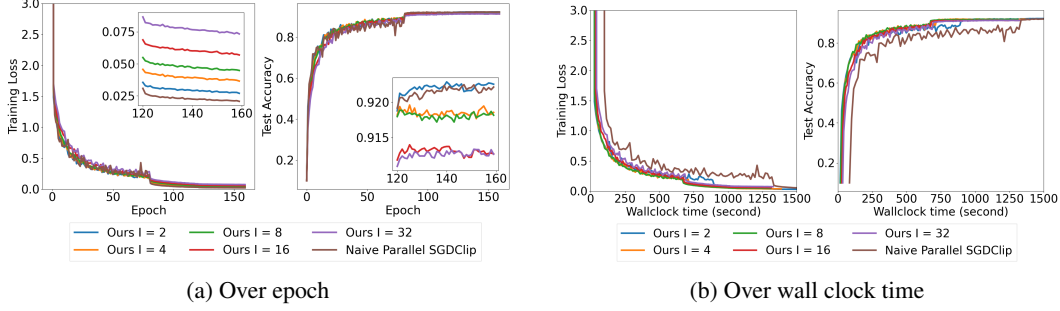 3.0
2.5
2.0
1.5
1.0
0.5
0.0
Training Loss
0.075
0.050
0.025
120 140 160
0 50 100 150
Epoch
0.8
0.6
0.4
0.2
Test Accuracy
0.920
0.915
120 140 160
0 50 100 150
Epoch
Ours I = 2 Ours I = 8 Ours I = 32
Ours I = 4 Ours I = 16 Naive Parallel SGDClip
(a) Over epoch
3.0
2.5
2.0
1.5
1.0
0.5
0.0
Training Loss
0 250 500 750 1000 1250 1500
Wallclock time (second)
0.8
0.6
0.4
0.2
Test Accuracy
0 250 500 750 1000 1250 1500
Wallclock time (second)
Ours I = 2 Ours I = 8 Ours I = 32
Ours I = 4 Ours I = 16 Naive Parallel SGDClip
(b) Over wall clock time